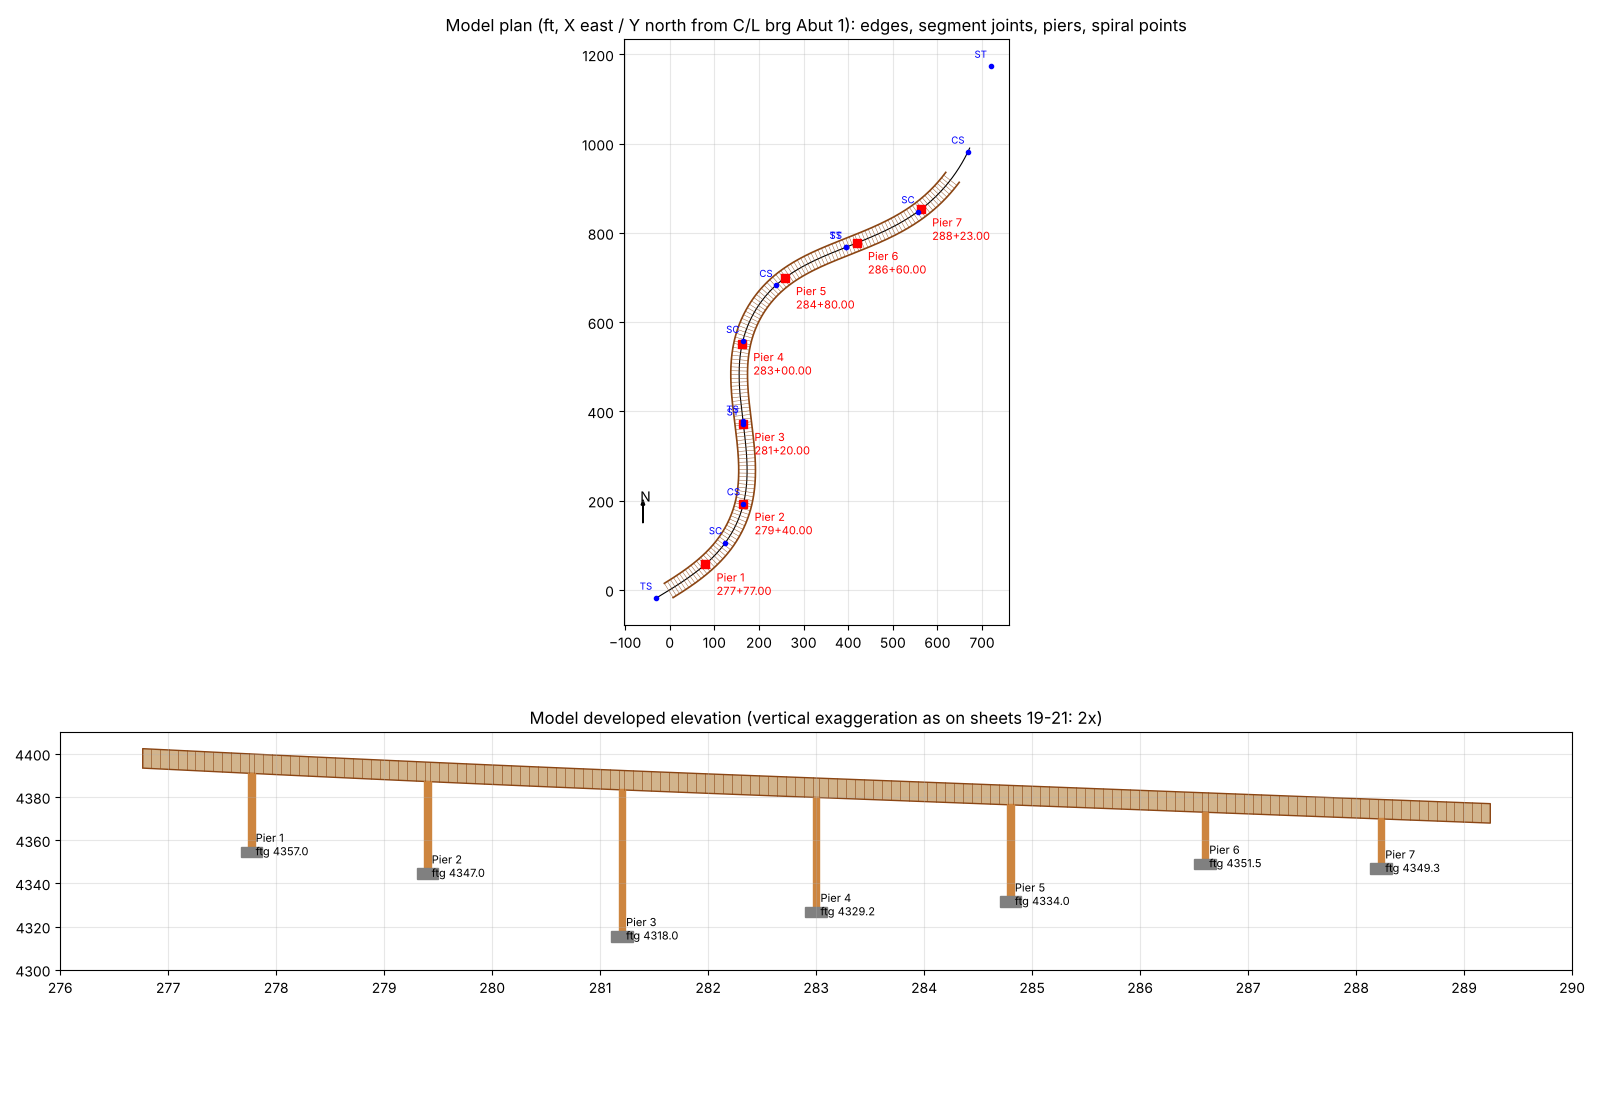 Model plan (ft, X east / Y north from C/L brg Abut 1): edges, segment joints, piers, spiral points
1200
ST
1000
CS
SC
800
Pier 7
288+23.00
Pier 6
286+60.00
CS
Pier 5
284+80.00
600
SC
Pier 4
283+00.00
400
Pier 3
281+20.00
N
CS
200
Pier 2
279+40.00
SC
Pier 1
277+77.00
TS
0
−100 0 100 200 300 400 500 600 700
Model developed elevation (vertical exaggeration as on sheets 19-21: 2x)
4400
4380
4360
4340
4320
4300
Pier 1
ftg 4357.0
Pier 2
ftg 4347.0
Pier 3
ftg 4318.0
Pier 4
ftg 4329.2
Pier 5
ftg 4334.0
Pier 6
ftg 4351.5
Pier 7
ftg 4349.3
276 277 278 279 280 281 282 283 284 285 286 287 288 289 290